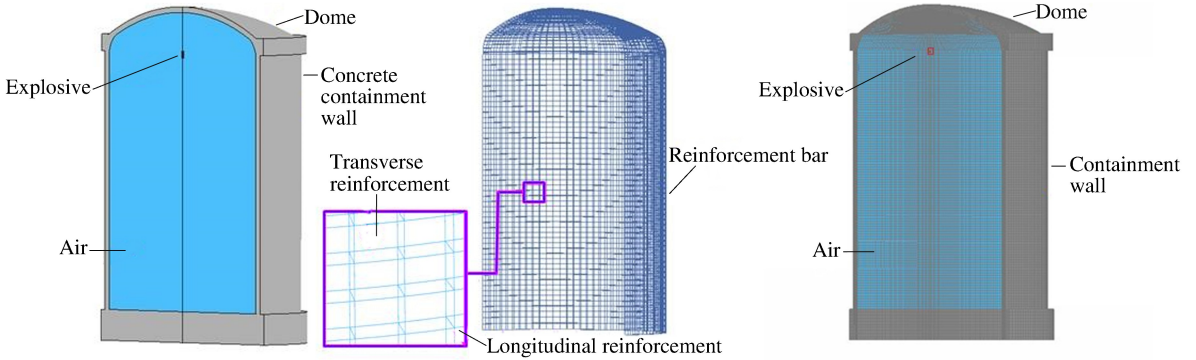 Dome
Explosive
Concrete
containment
wall
Air
Transverse
reinforcement
Reinforcement bar
Longitudinal reinforcement
Dome
Explosive
Containment
wall
Air